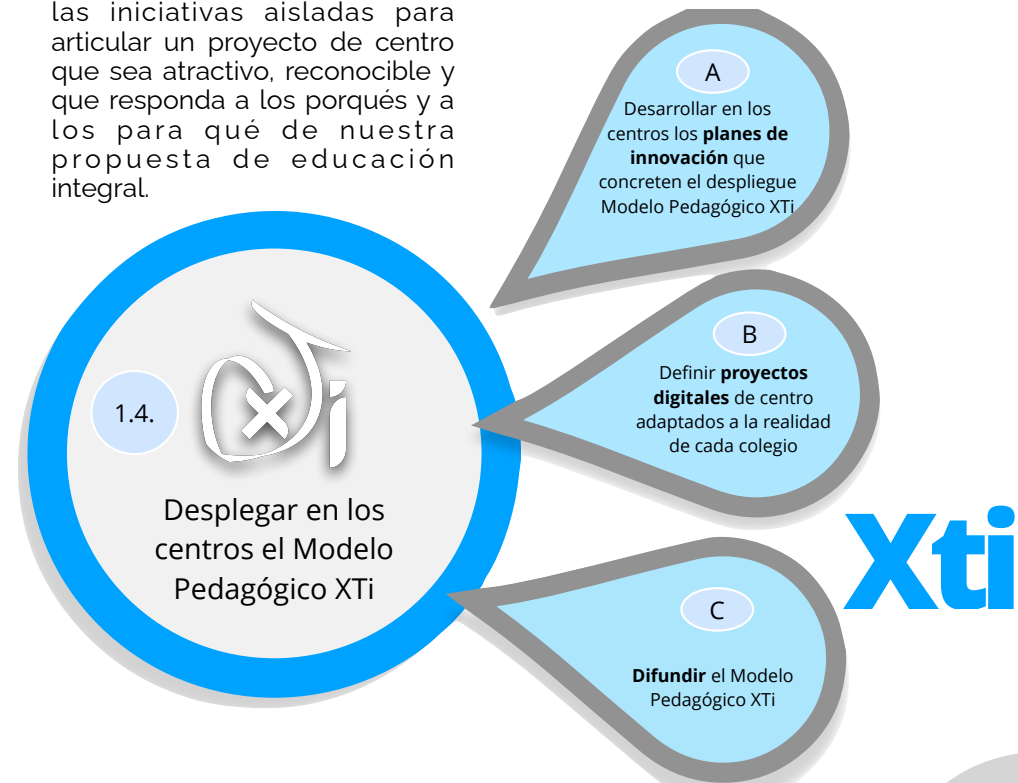 las iniciativas aisladas para
articular un proyecto de centro
que sea atractivo, reconocible y
que responda a los porqués y a
los para qué de nuestra
propuesta de educación
integral.
A
Desarrollar en los
centros los planes de
innovación que
concreten el despliegue
Modelo Pedagógico XTi
B
Definir proyectos
digitales de centro
adaptados a la realidad
de cada colegio
1.4.
xTi
Desplegar en los
centros el Modelo
Pedagógico XTi
Xti
C
Difundir el Modelo
Pedagógico XTi